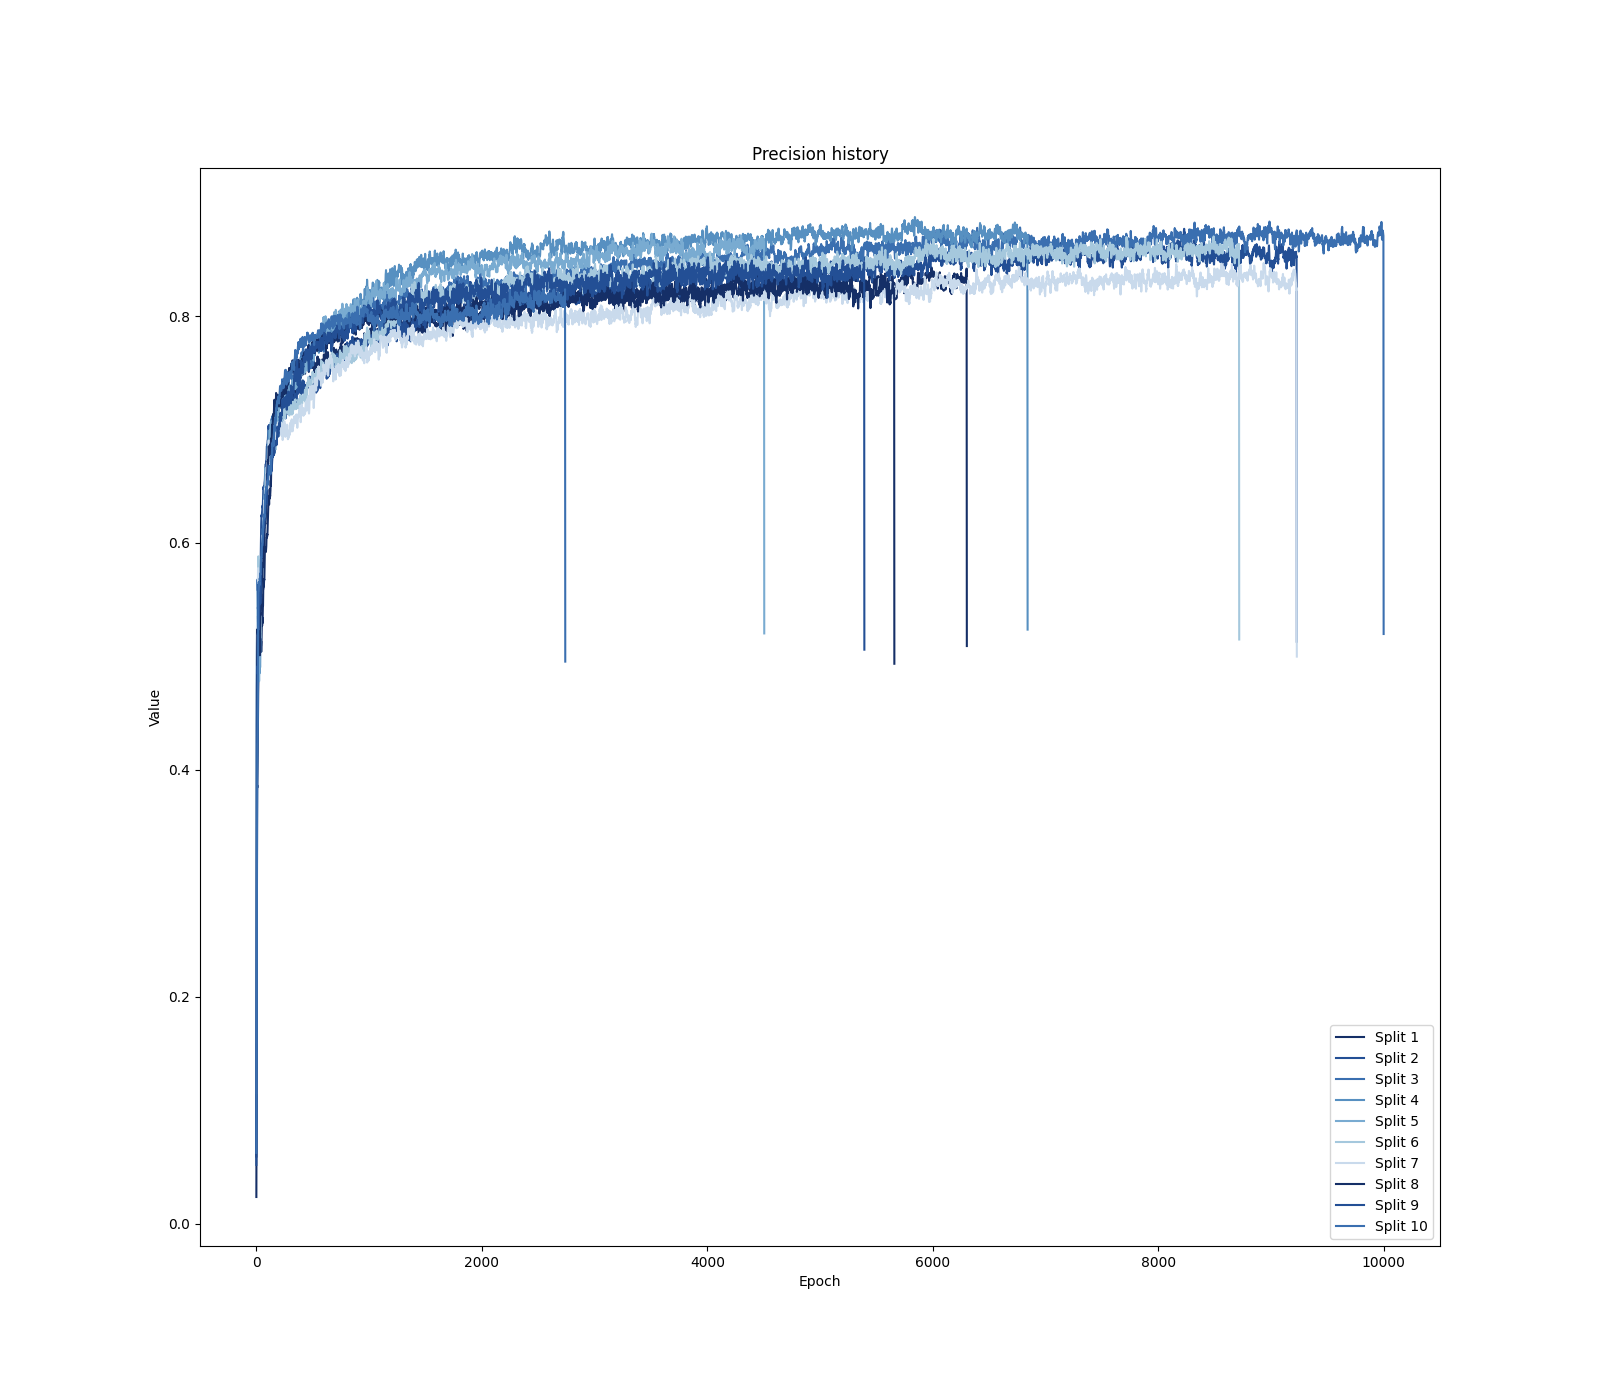 Precision history
Value
0.8
0.6
0.4
0.2
0.0
0
2000
4000
6000
8000
10000
Epoch
Split 1
Split 2
Split 3
Split 4
Split 5
Split 6
Split 7
Split 8
Split 9
Split 10